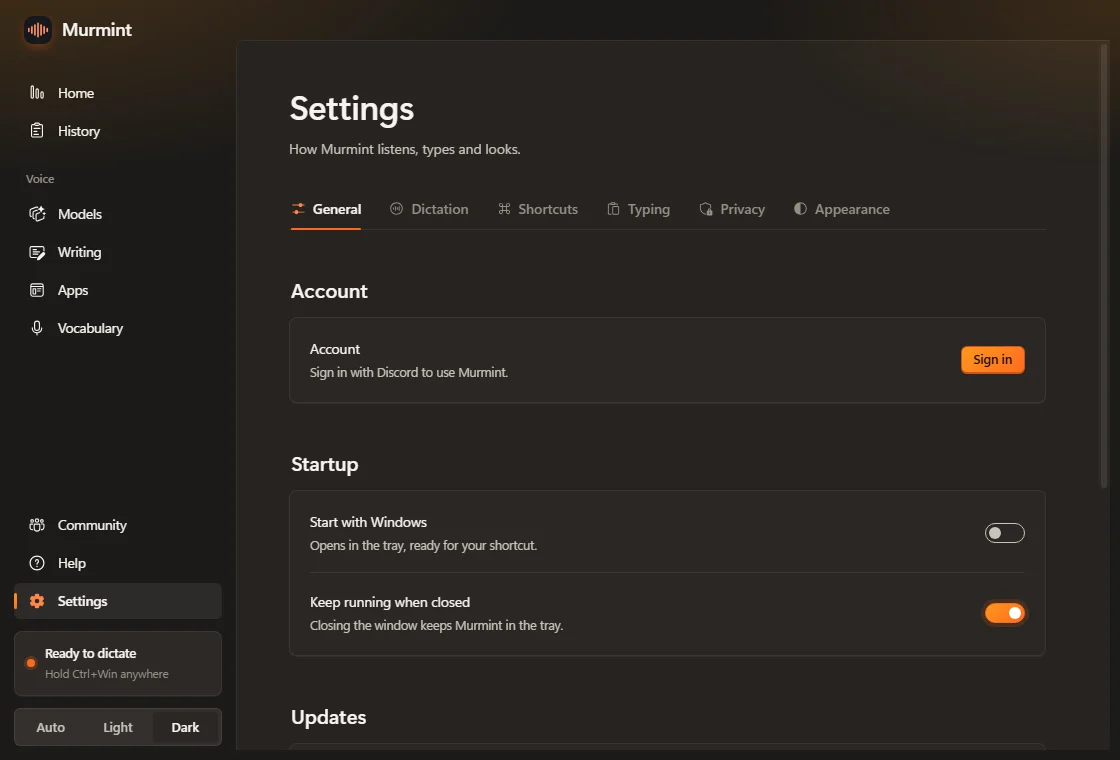 Murmint
Home
History
Voice
Models
Writing
Apps
Vocabulary
Community
Help
Settings
Ready to dictate
Hold Ctrl+Win anywhere
Auto Light Dark
Settings
How Murmint listens, types and looks.
General Dictation Shortcuts Typing Privacy Appearance
Account
Account
Sign in with Discord to use Murmint.
Sign in
Startup
Start with Windows
Opens in the tray, ready for your shortcut.
Keep running when closed
Closing the window keeps Murmint in the tray.
Updates